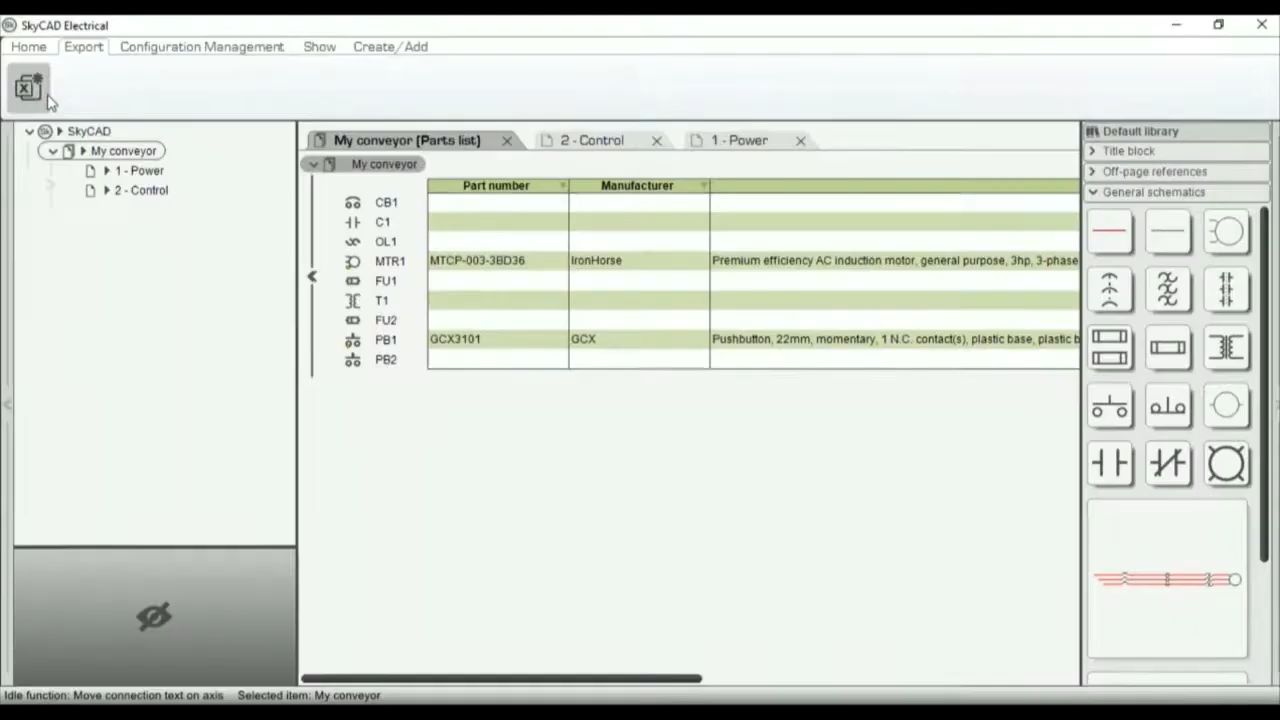 SkyCAD Electrical
Home Export Configuration Management Show Create/Add
SkyCAD
My conveyor
1 - Power
2 - Control
My conveyor [Parts list] 2 - Control 1 - Power
My conveyor
Part number Manufacturer
CB1
C1
OL1
MTR1 MTCP-003-3BD36 IronHorse Premium efficiency AC induction motor, general purpose, 3hp, 3-phase
FU1
T1
FU2
PB1 GCX3101 GCX Pushbutton, 22mm, momentary, 1 N.C. contact(s), plastic base, plastic b
PB2
Default library
Title block
Off-page references
General schematics
Idle function: Move connection text on axis Selected item: My conveyor